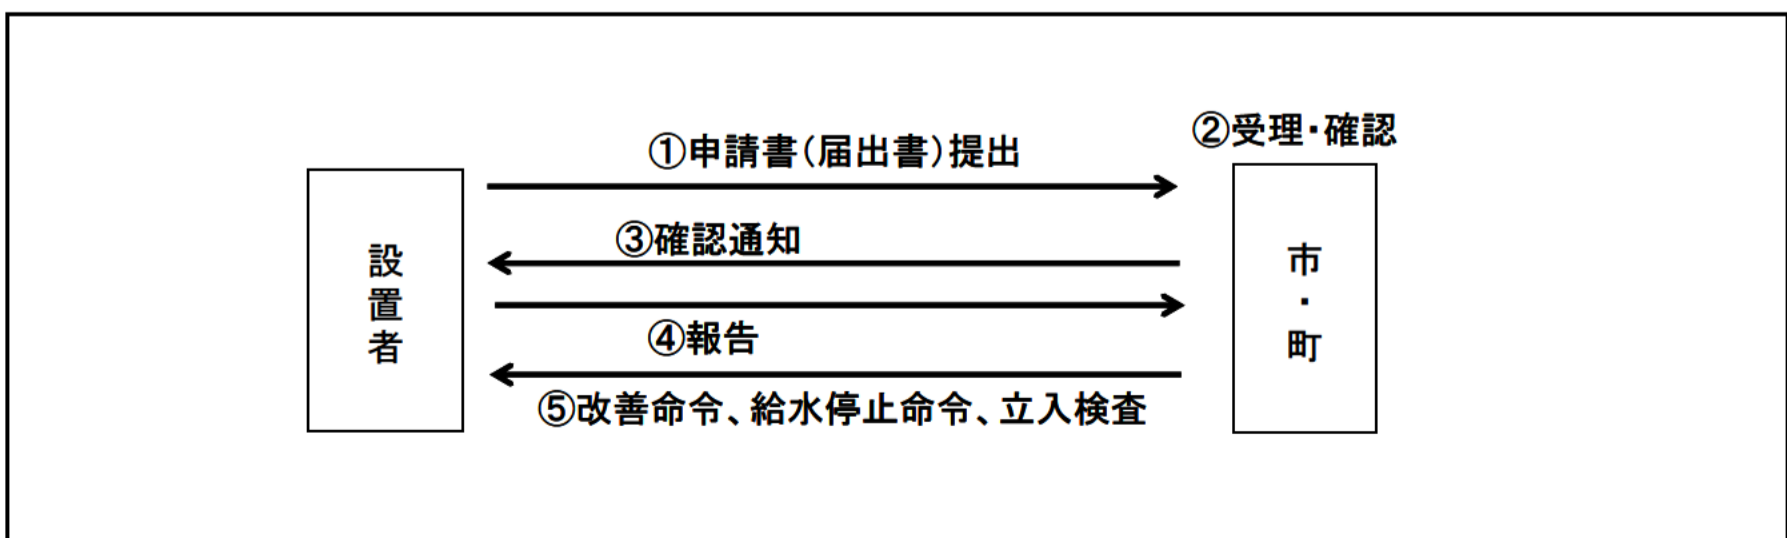 ②受理・確認
①申請書(届出書)提出
③確認通知
設置者
市・町
④報告
⑤改善命令、給水停止命令、立入検査